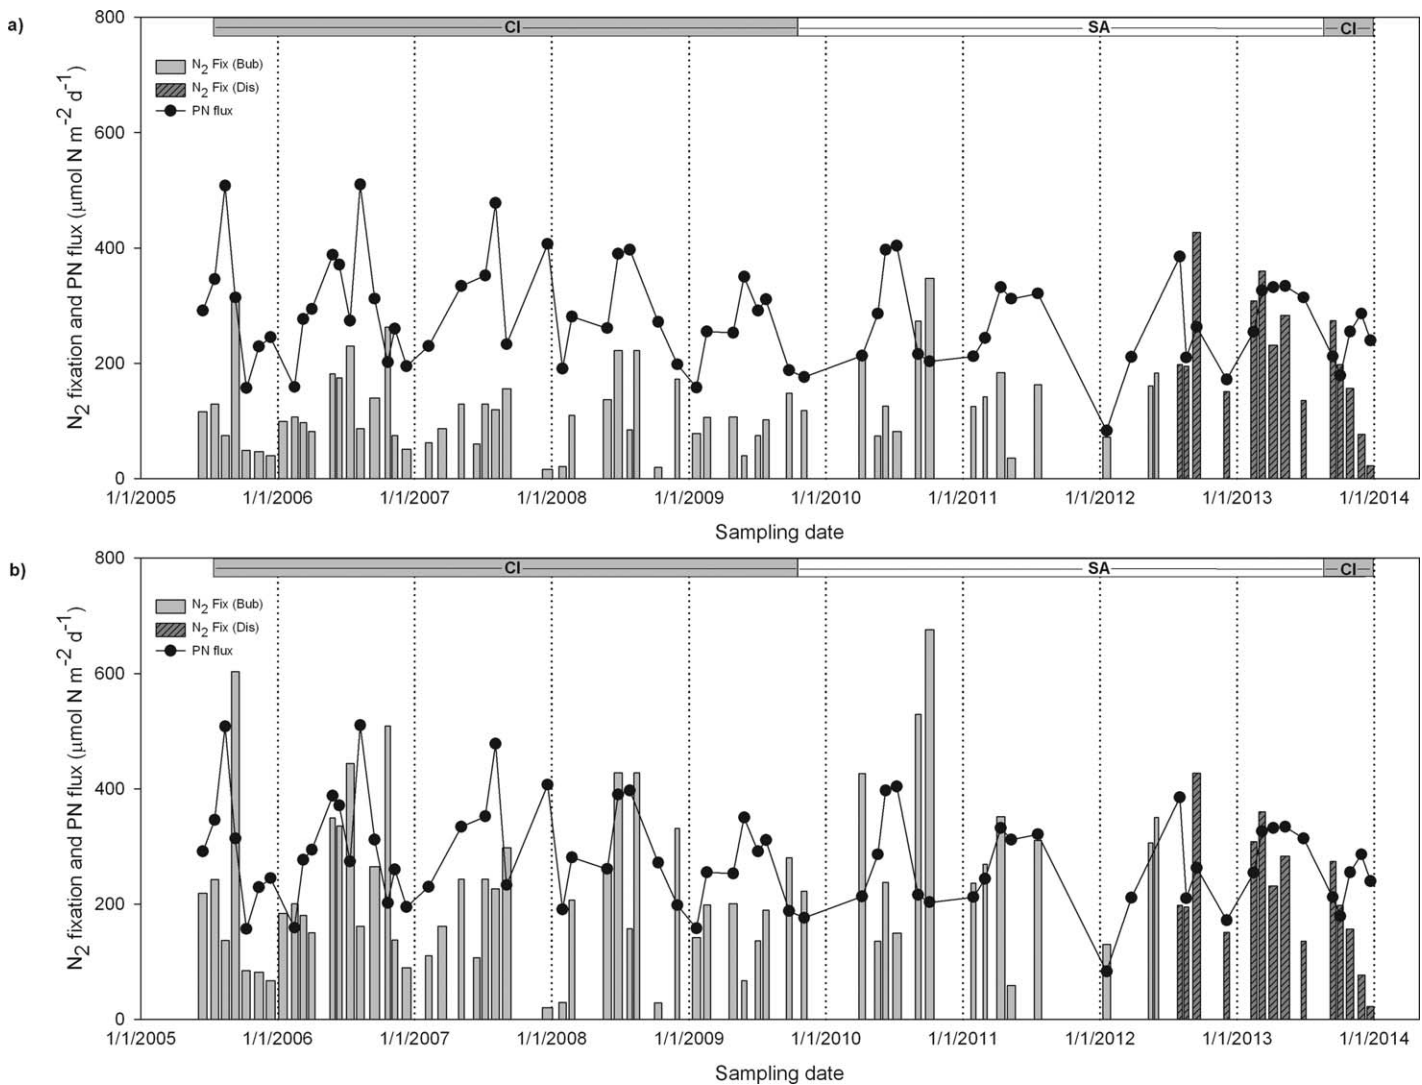 a)
800
600
400
200
0
CI
SA
CI
N2 Fix (Bub)
N2 Fix (Dis)
PN flux
N2 fixation and PN flux (µmol N m−2 d−1)
1/1/2005 1/1/2006 1/1/2007 1/1/2008 1/1/2009 1/1/2010 1/1/2011 1/1/2012 1/1/2013 1/1/2014
Sampling date
b)
800
600
400
200
0
CI
SA
CI
N2 Fix (Bub)
N2 Fix (Dis)
PN flux
N2 fixation and PN flux (µmol N m−2 d−1)
1/1/2005 1/1/2006 1/1/2007 1/1/2008 1/1/2009 1/1/2010 1/1/2011 1/1/2012 1/1/2013 1/1/2014
Sampling date